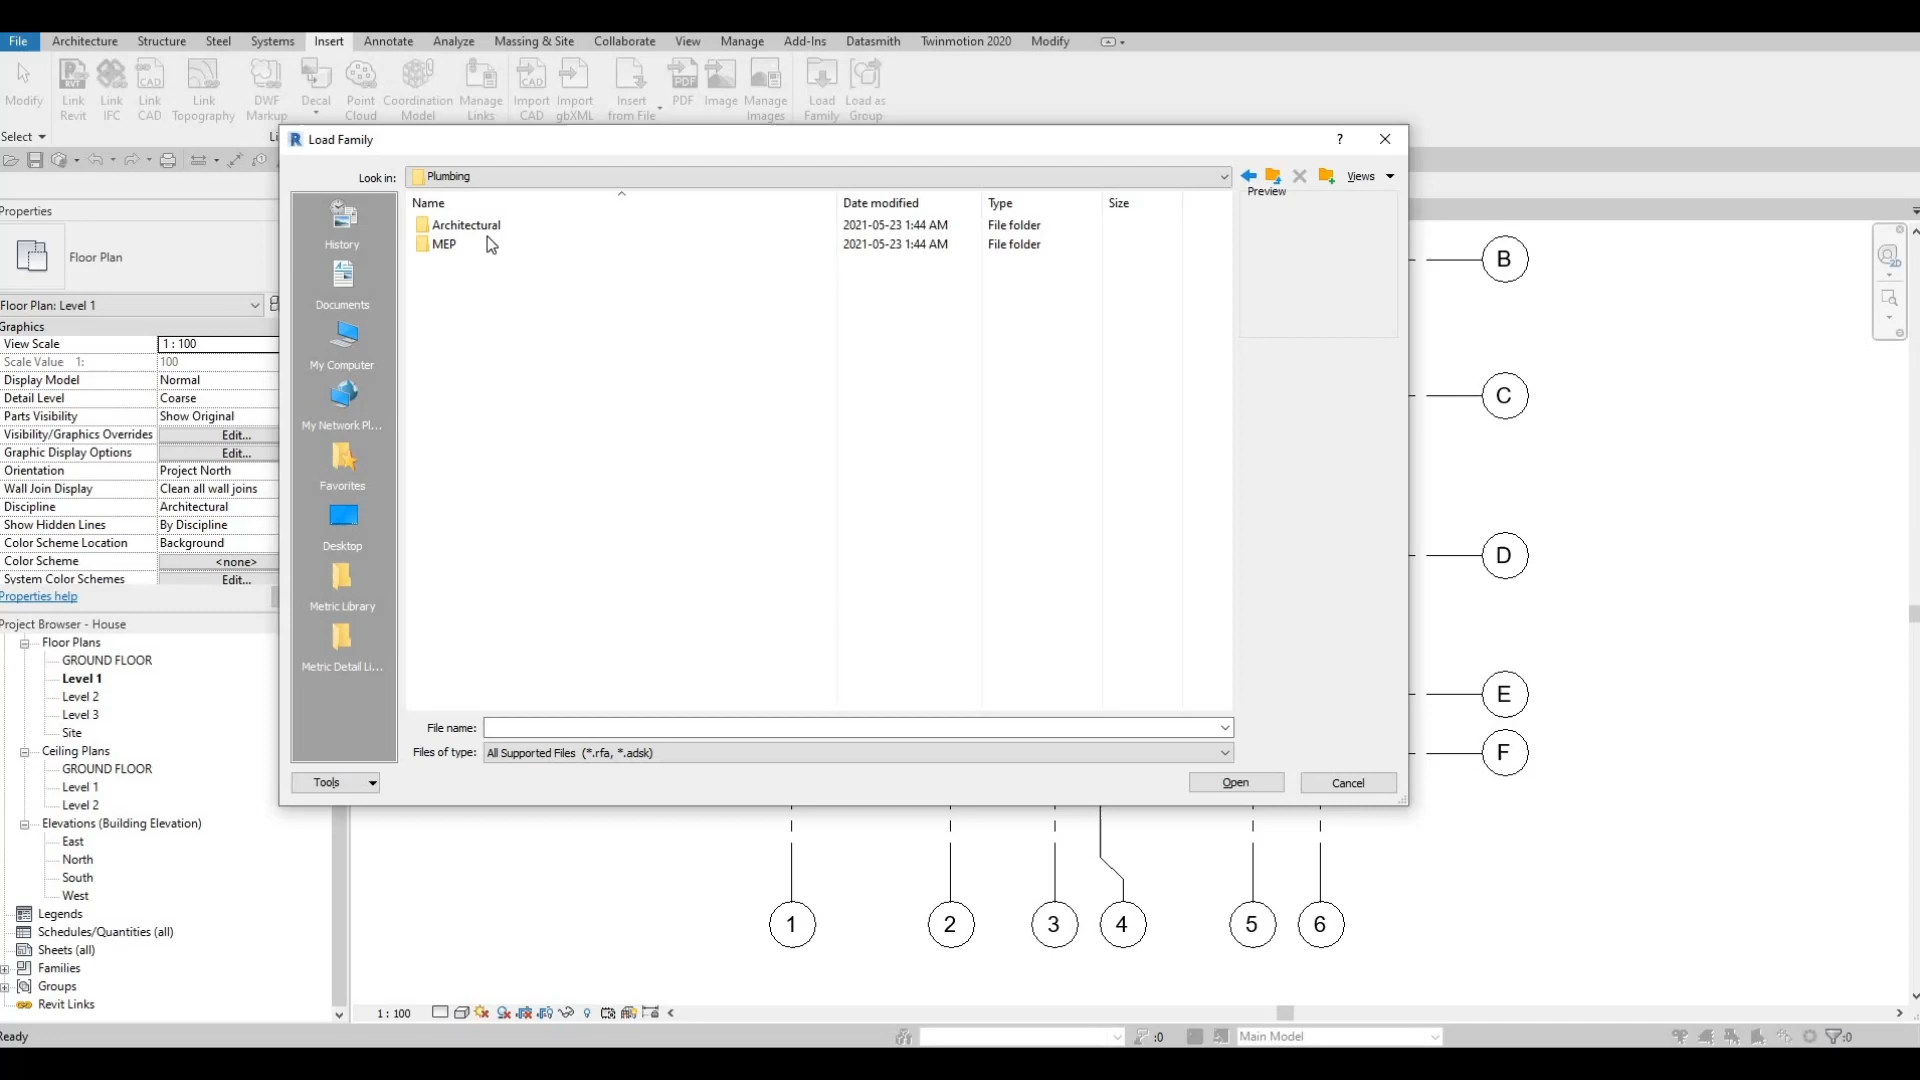 File Architecture Structure Steel Systems Insert Annotate Analyze Massing & Site Collaborate View Manage Add-Ins Datasmith Twinmotion 2020 Modify
Modify Link Revit Link IFC Link CAD Link Topography DWF Markup Decal Point Cloud Coordination Model Manage Links Import CAD Import gbXML Insert from File PDF Image Manage Images Load Family Load as Group
Select
Load Family
Look in: Plumbing Views
Preview
Name Date modified Type Size
Architectural 2021-05-23 1:44 AM File folder
MEP 2021-05-23 1:44 AM File folder
History
Documents
My Computer
My Network Pl...
Favorites
Desktop
Metric Library
Metric Detail Li...
File name:
Files of type: All Supported Files (*.rfa, *.adsk)
Tools Open Cancel
Properties
Floor Plan
Floor Plan: Level 1
Graphics
View Scale 1 : 100
Scale Value 1: 100
Display Model Normal
Detail Level Coarse
Parts Visibility Show Original
Visibility/Graphics Overrides Edit...
Graphic Display Options Edit...
Orientation Project North
Wall Join Display Clean all wall joins
Discipline Architectural
Show Hidden Lines By Discipline
Color Scheme Location Background
Color Scheme <none>
System Color Schemes Edit...
Properties help
Project Browser - House
Floor Plans
GROUND FLOOR
Level 1
Level 2
Level 3
Site
Ceiling Plans
GROUND FLOOR
Level 1
Level 2
Elevations (Building Elevation)
East
North
South
West
Legends
Schedules/Quantities (all)
Sheets (all)
Families
Groups
Revit Links
B
C
D
E
F
1 2 3 4 5 6
1 : 100
Ready :0 Main Model :0